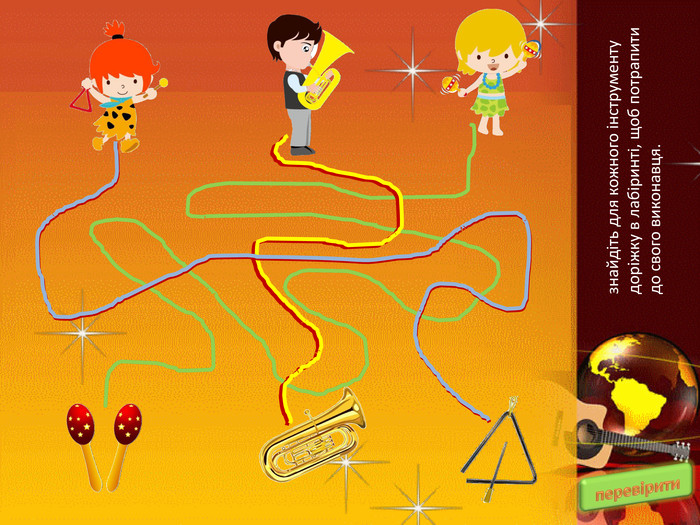 знайдіть для кожного інструменту
доріжку в лабіринті, щоб потрапити
до свого виконавця.
перевірити